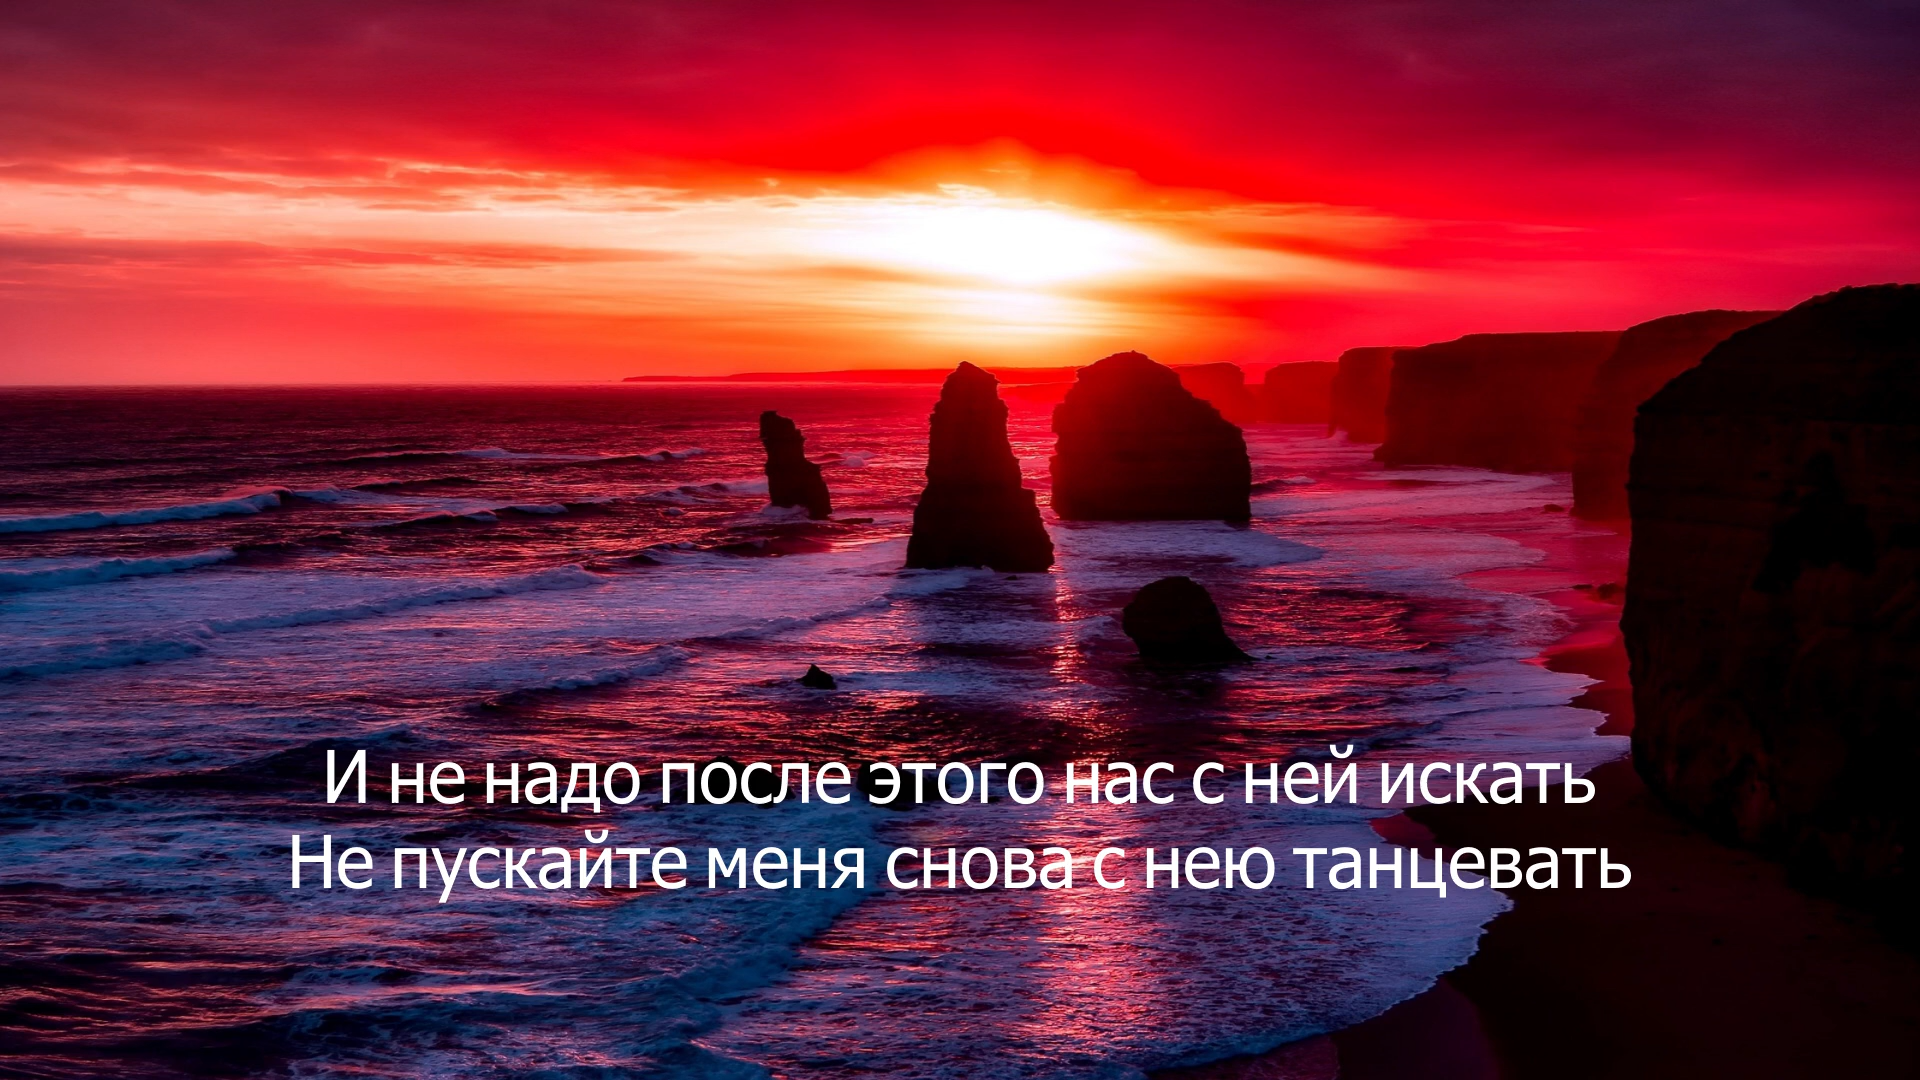 И не надо после этого нас с ней искать
Не пускайте меня снова с нею танцевать